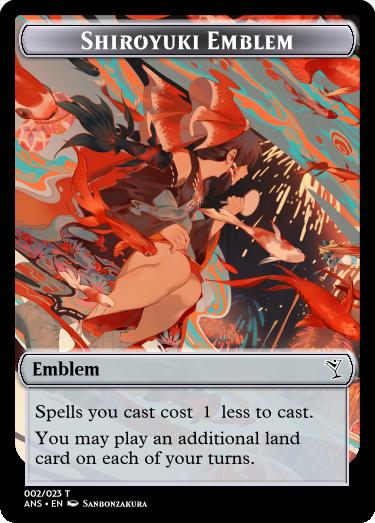 Shiroyuki Emblem
Emblem
Spells you cast cost 1 less to cast.
You may play an additional land
card on each of your turns.
002/023 T
ANS • EN Sanbonzakura